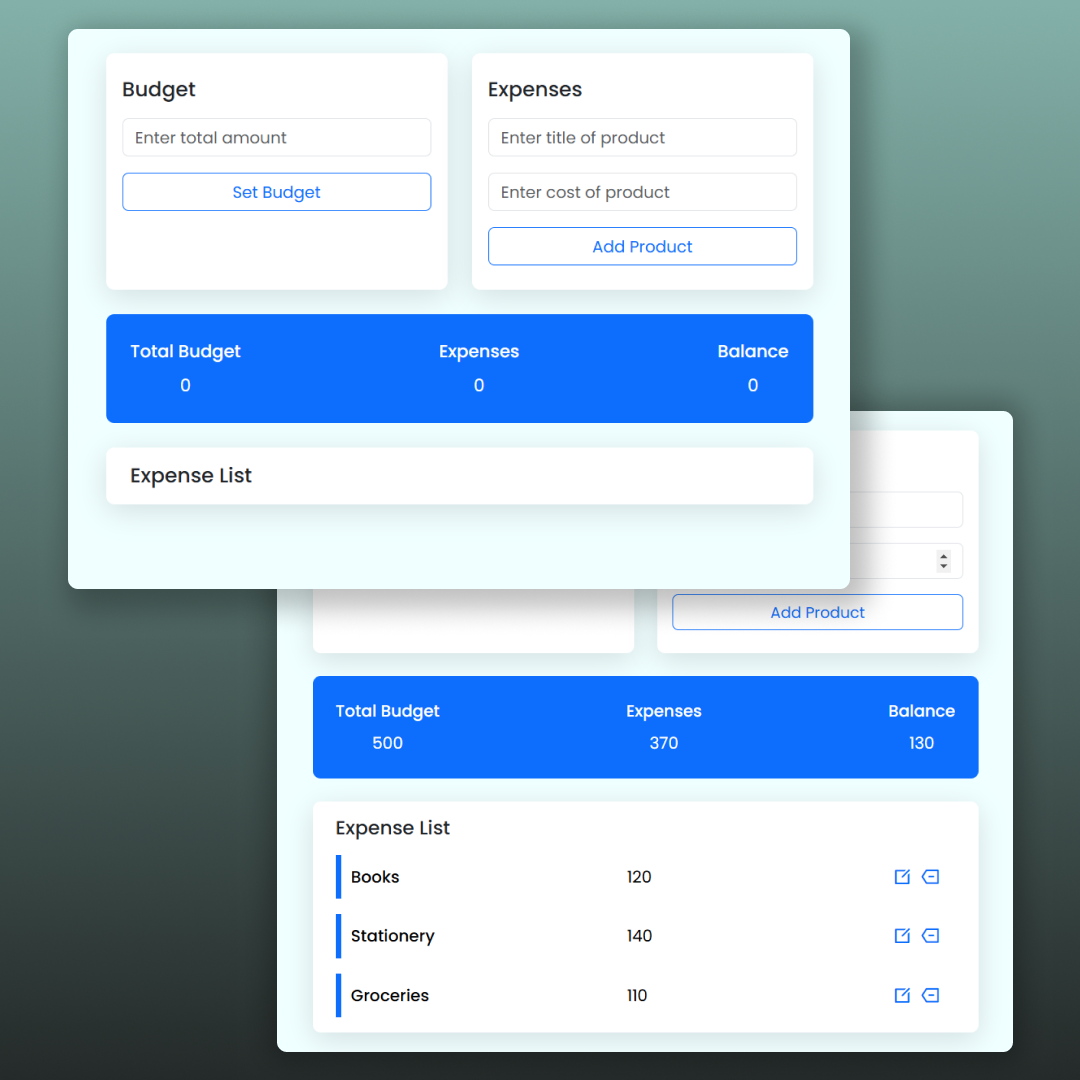 Budget
Enter total amount
Set Budget
Expenses
Enter title of product
Enter cost of product
Add Product
Total Budget Expenses Balance
0 0 0
Expense List
Add Product
Total Budget Expenses Balance
500 370 130
Expense List
Books 120
Stationery 140
Groceries 110